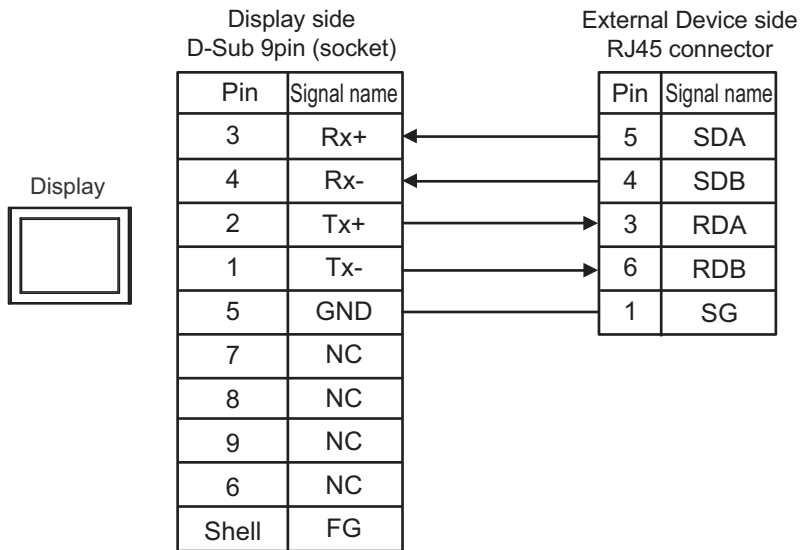 Display side
D-Sub 9pin (socket)
External Device side
RJ45 connector
Pin Signal name Pin Signal name
3 Rx+ 5 SDA
4 Rx- 4 SDB
Display
2 Tx+ 3 RDA
1 Tx- 6 RDB
5 GND 1 SG
7 NC
8 NC
9 NC
6 NC
Shell FG